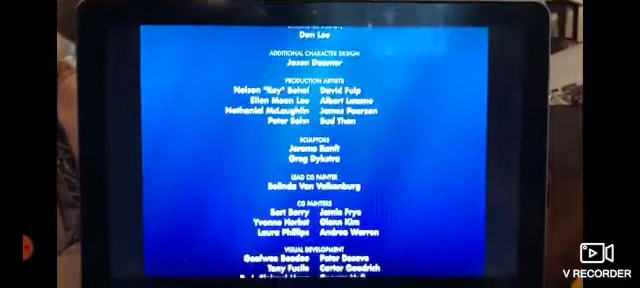 Dan Lee
ADDITIONAL CHARACTER DESIGN
Jason Deamer
PRODUCTION ARTISTS
Nelson "Rey" Bohol David Fulp
Ellen Moon Lee Albert Lozano
Nathaniel McLaughlin James Pearson
Peter Sohn Bud Thon
SCULPTORS
Jerome Ranft
Greg Dykstra
LEAD CG PAINTER
Belinda Van Valkenburg
CG PAINTERS
Bert Berry Jamie Frye
Yvonne Herbst Glenn Kim
Laura Phillips Andrea Warren
VISUAL DEVELOPMENT
Geefwee Boedoe Peter Deseve
Tony Fucile Carter Goodrich
V RECORDER